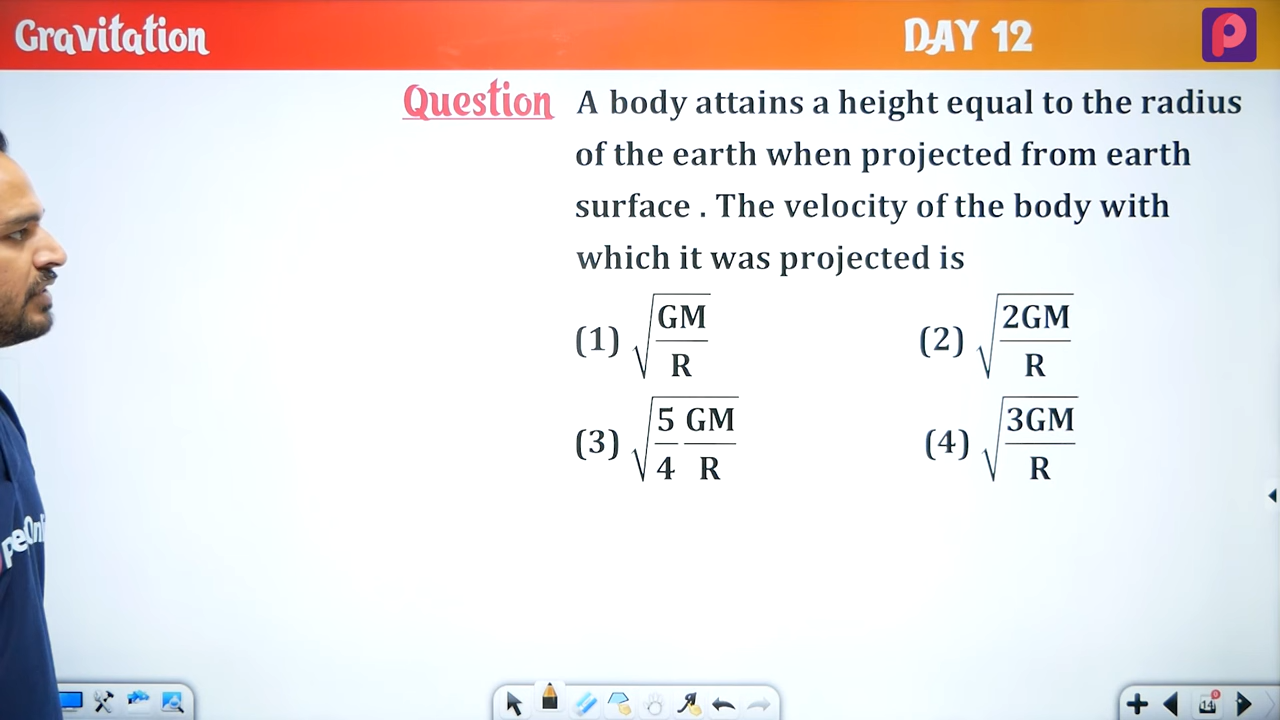 Gravitation
DAY 12
Question A body attains a height equal to the radius
of the earth when projected from earth
surface . The velocity of the body with
which it was projected is
(1) √(GM/R) (2) √(2GM/R)
(3) √(5/4 GM/R) (4) √(3GM/R)
14